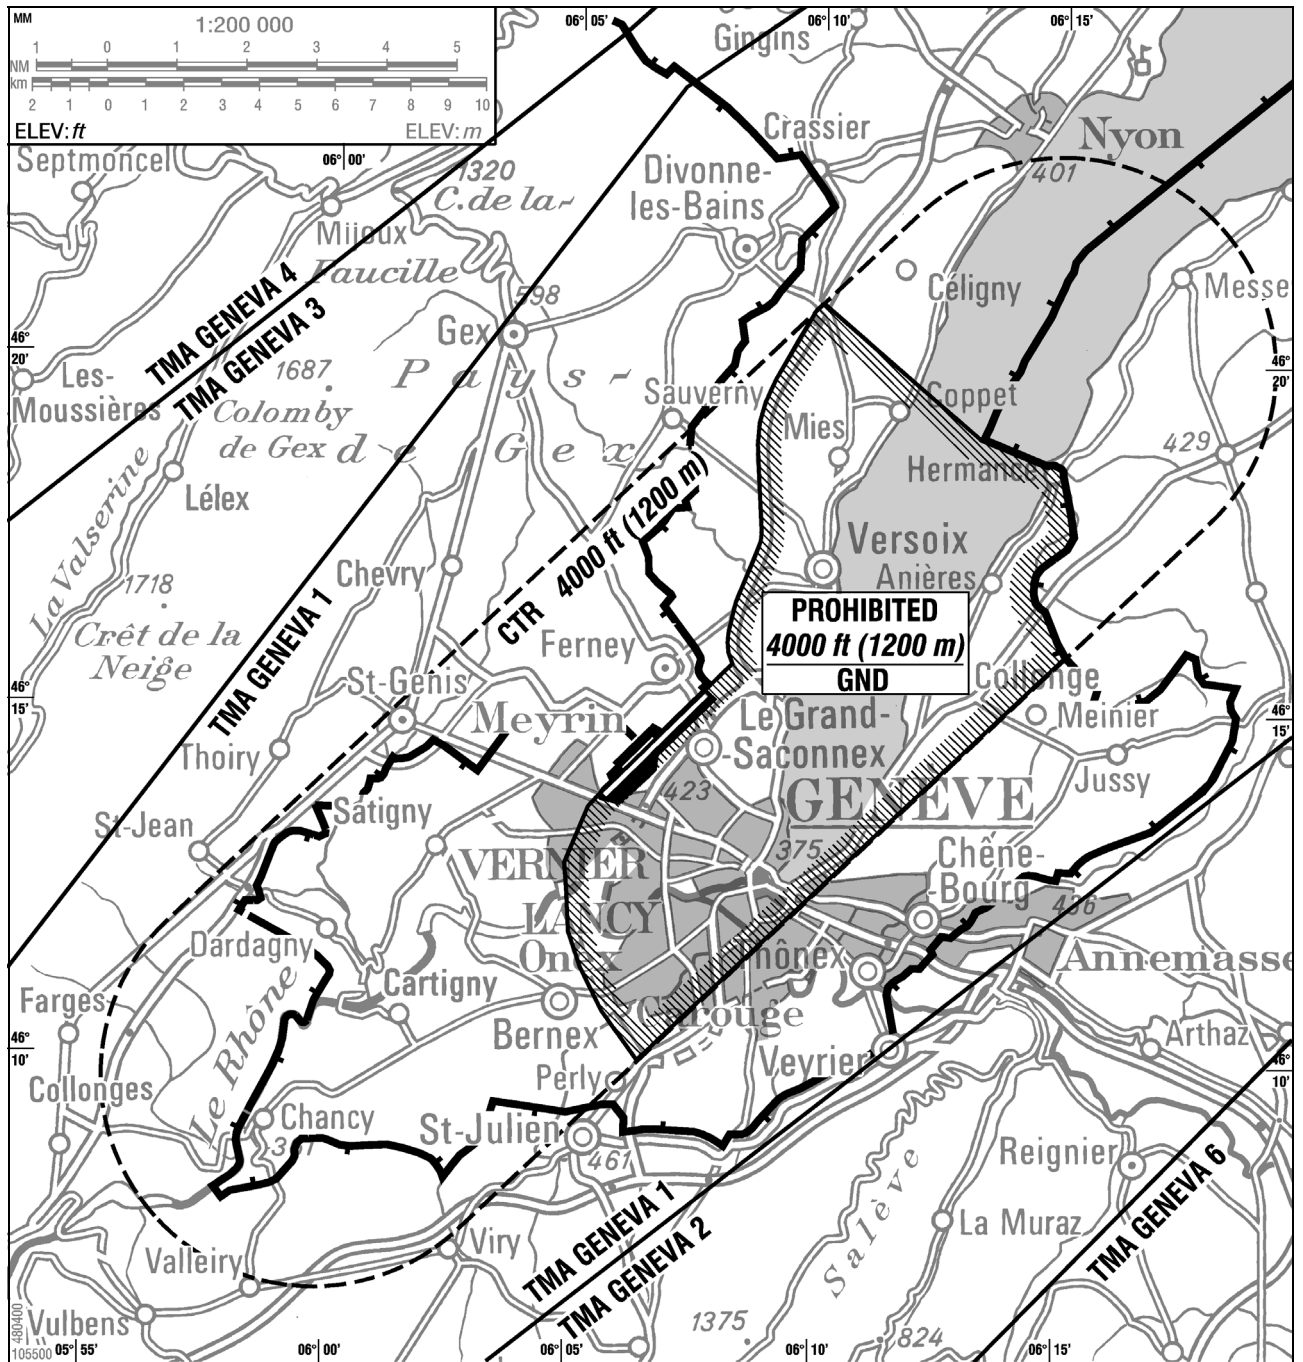 MM
1:200 000
1 0 1 2 3 4 5
NM
km
2 1 0 1 2 3 4 5 6 7 8 9 10
ELEV: ft ELEV: m
06° 05'
06° 10'
06° 15'
Gingins
Septmoncel
06° 00'
1320
C. de la-
Faucille
Mijoux
Divonne-
les-Bains
Crassier
Nyon
401
Céligny
Messe
598
Gex
TMA GENEVA 4
TMA GENEVA 3
46°
20'
46°
20'
Les-
Moussières
1687
Colomby
de Gex
Pays-
de Gex
Sauverny
Mies
Coppet
429
Hermance
La Valserine
Lélex
CTR 4000 ft (1200 m)
Versoix
Anières
Chevry
1718
Crêt de la
Neige
TMA GENEVA 1
PROHIBITED
4000 ft (1200 m)
GND
Ferney
Collonge
46°
15'
St-Genis
Meyrin
Le Grand-
-Saconnex
Meinier
46°
15'
Thoiry
Jussy
423
GENÈVE
Satigny
St-Jean
375
VERNIER
Chêne-
-Bourg
436
LANCY
Onex
Dardagny
Thônex
Annemasse
Cartigny
Farges
Le Rhône
Carouge
Bernex
Arthaz
46°
10'
Veyrier
46°
10'
Perly
Collonges
Chancy
St-Julien
461
Reignier
TMA GENEVA 6
Salève
La Muraz
Viry
Valleiry
TMA GENEVA 1
TMA GENEVA 2
Vulbens
1375
824
480400
105500
05° 55'
06° 00'
06° 05'
06° 10'
06° 15'